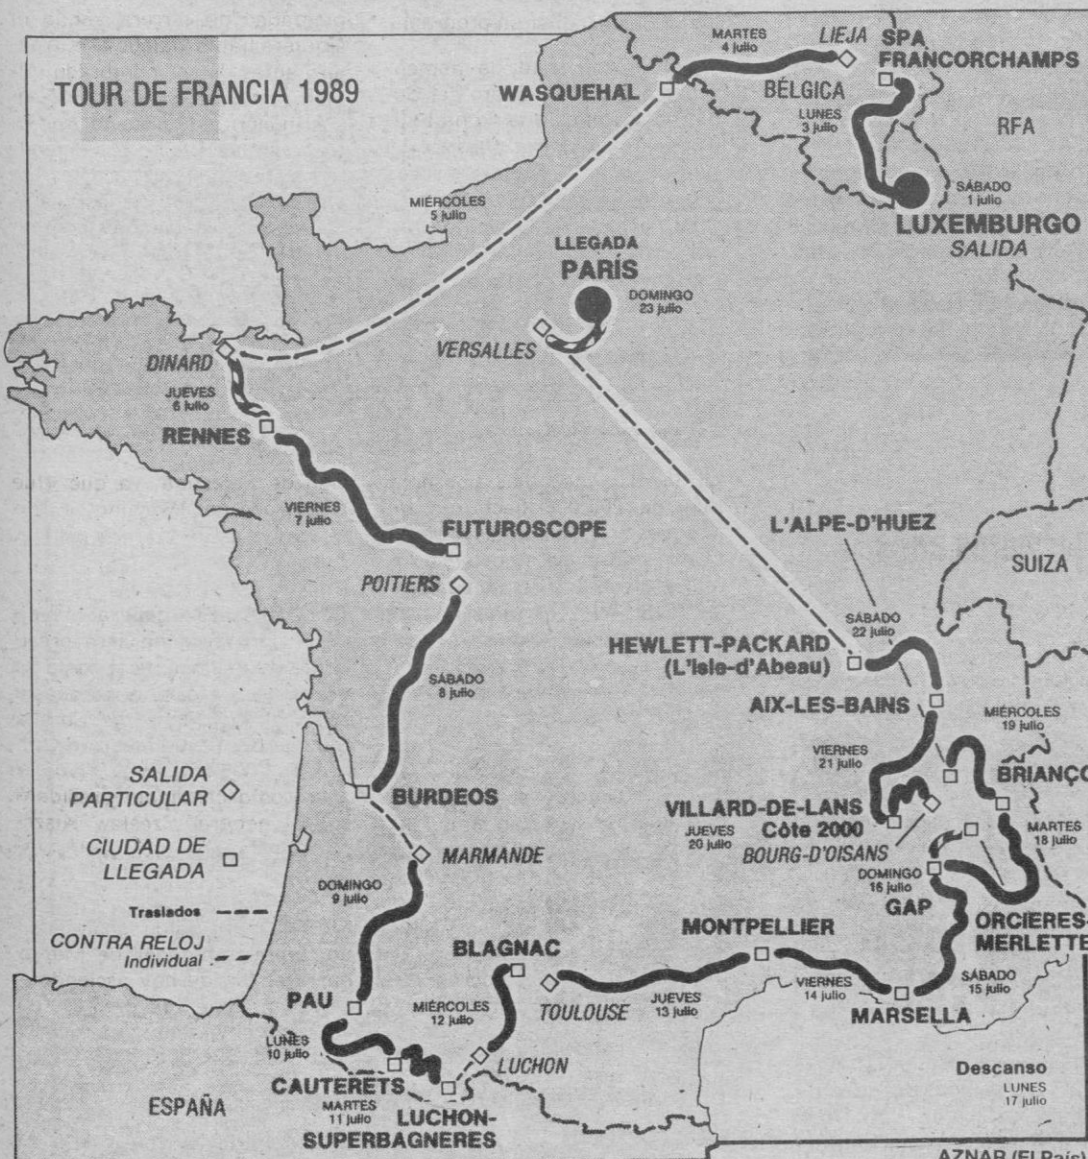 TOUR DE FRANCIA 1989
MARTES
4 julio
LIEJA
SPA
FRANCORCHAMPS
WASQUEHAL
BÉLGICA
LUNES
3 julio
RFA
SÁBADO
1 julio
LUXEMBURGO
SALIDA
MIÉRCOLES
5 julio
LLEGADA
PARÍS
DOMINGO
23 julio
VERSALLES
DINARD
JUEVES
6 julio
RENNES
VIERNES
7 julio
FUTUROSCOPE
POITIERS
L'ALPE-D'HUEZ
SUIZA
SÁBADO
22 julio
HEWLETT-PACKARD
(L'Isle-d'Abeau)
AIX-LES-BAINS
SÁBADO
8 julio
MIÉRCOLES
19 julio
VIERNES
21 julio
BRIANÇO
BURDEOS
VILLARD-DE-LANS
Côte 2000
JUEVES
20 julio
BOURG-D'OISANS
MARTES
18 julio
SALIDA
PARTICULAR
CIUDAD DE
LLEGADA
Traslados
CONTRA RELOJ
Individual
MARMANDE
DOMINGO
9 julio
DOMINGO
16 julio
GAP
ORCIERES-
MERLETTE
MONTPELLIER
BLAGNAC
SÁBADO
15 julio
VIERNES
14 julio
MARSELLA
JUEVES
13 julio
TOULOUSE
MIÉRCOLES
12 julio
PAU
LUNES
10 julio
LUCHON
CAUTERETS
MARTES
11 julio
LUCHON-
SUPERBAGNERES
ESPAÑA
Descanso
LUNES
17 julio
AZNAR (El País)